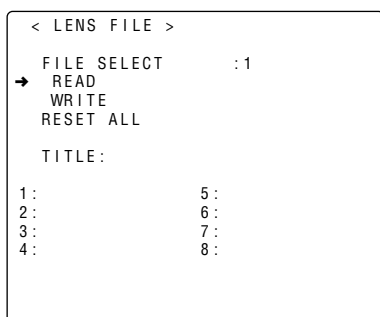 < LENS FILE >
FILE SELECT :1
➔ READ
WRITE
RESET ALL
TITLE:
1: 5:
2: 6:
3: 7:
4: 8: